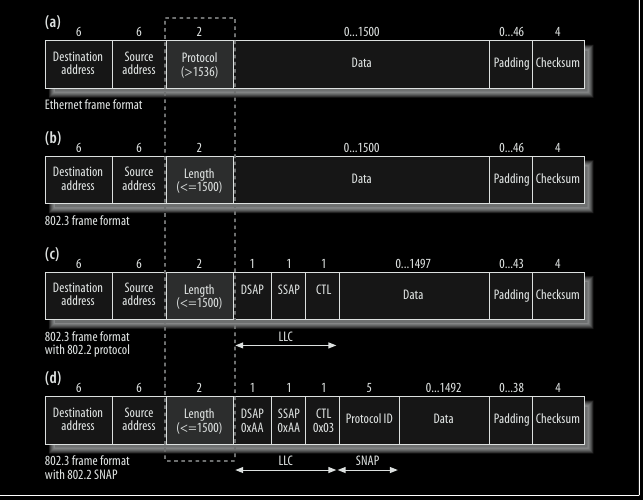 (a)
6 6 2 0...1500 0...46 4
Destination address Source address Protocol (>1536) Data Padding Checksum
Ethernet frame format
(b)
6 6 2 0...1500 0...46 4
Destination address Source address Length (<=1500) Data Padding Checksum
802.3 frame format
(c)
6 6 2 1 1 1 0...1497 0...43 4
Destination address Source address Length (<=1500) DSAP SSAP CTL Data Padding Checksum
802.3 frame format
with 802.2 protocol
LLC
(d)
6 6 2 1 1 1 5 0...1492 0...38 4
Destination address Source address Length (<=1500) DSAP 0xAA SSAP 0xAA CTL 0x03 Protocol ID Data Padding Checksum
802.3 frame format
with 802.2 SNAP
LLC SNAP